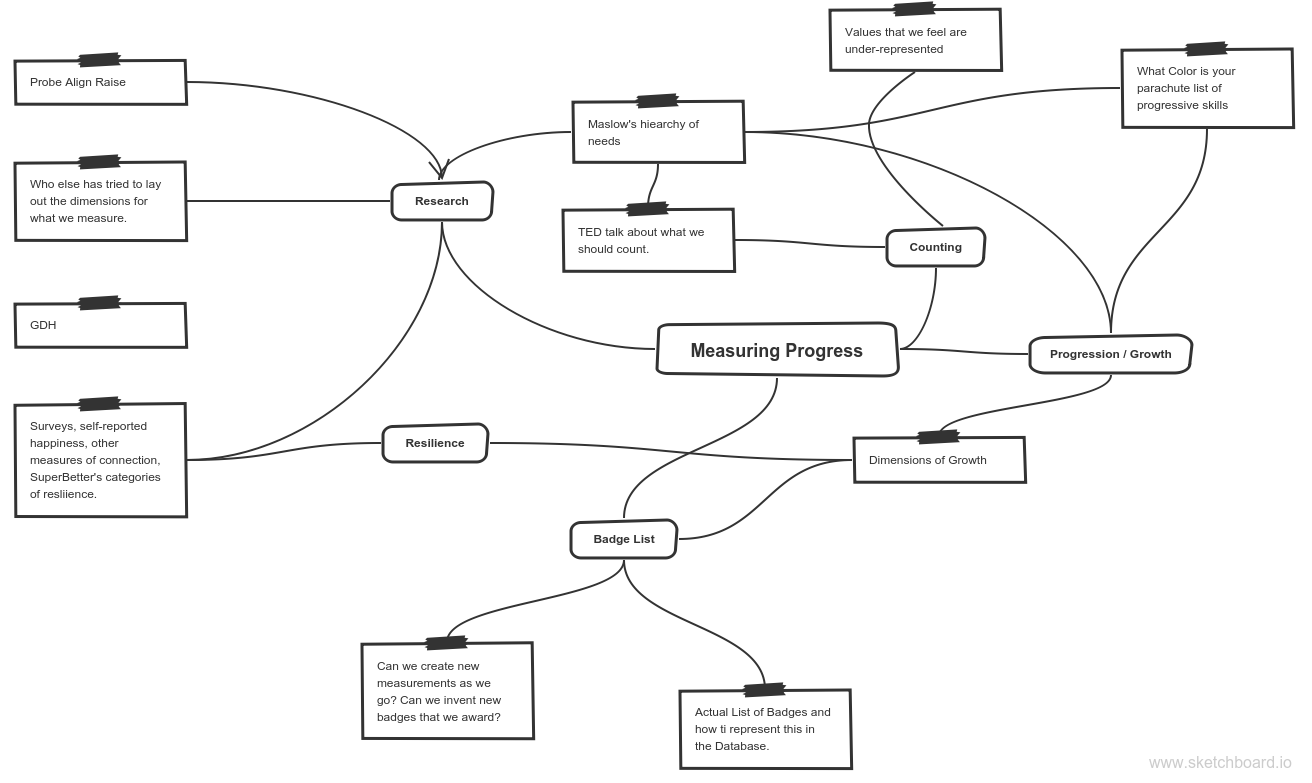 Values that we feel are
under-represented
Probe Align Raise
What Color is your
parachute list of
progressive skills
Maslow's hiearchy of
needs
Who else has tried to lay
out the dimensions for
what we measure.
Research
TED talk about what we
should count.
Counting
GDH
Measuring Progress
Progression / Growth
Surveys, self-reported
happiness, other
measures of connection,
SuperBetter's categories
of resliience.
Resilience
Dimensions of Growth
Badge List
Can we create new
measurements as we
go? Can we invent new
badges that we award?
Actual List of Badges and
how ti represent this in
the Database.
www.sketchboard.io